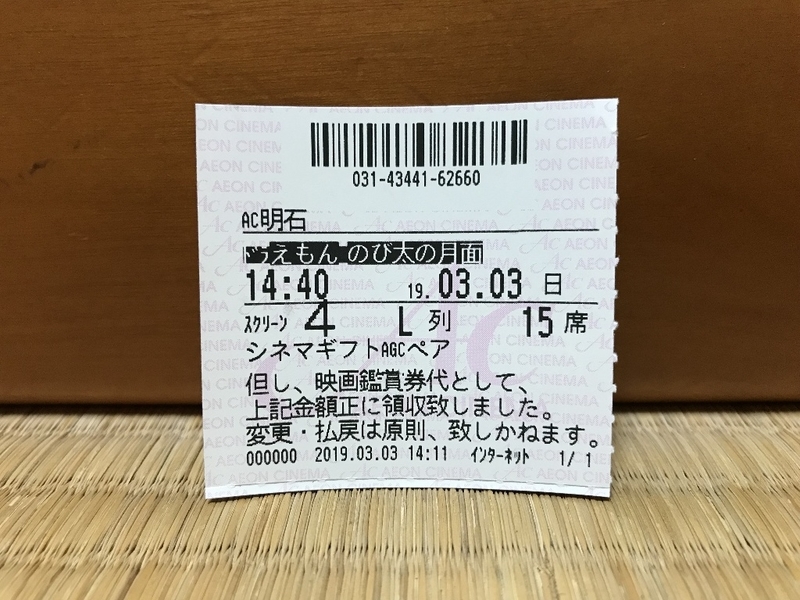 031-43441-62660
AC明石
ドラえもん のび太の月面
14:40 19.03.03 日
スクリーン 4 L 列 15 席
シネマギフトAGCペア
但し、映画鑑賞券代として、
上記金額正に領収致しました。
変更・払戻は原則、致しかねます。
000000 2019.03.03 14:11 インターネット 1/ 1
AEON CINEMA